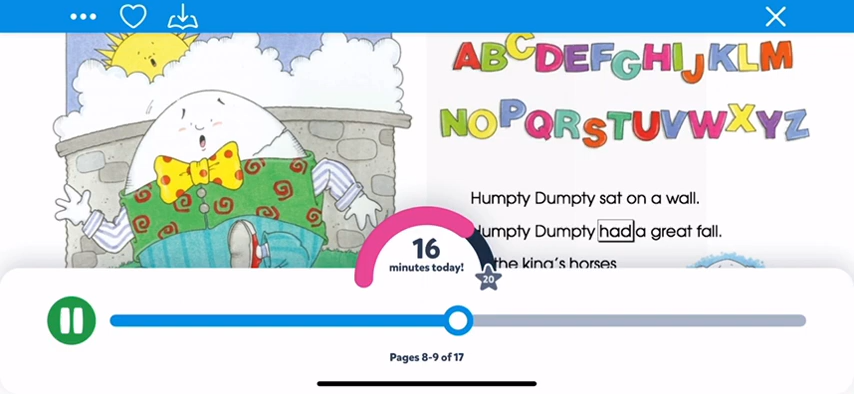 ABCDEFGHIJKLM
NOPQRSTUVWXYZ
Humpty Dumpty sat on a wall.
Humpty Dumpty had a great fall.
the king's horses
16
minutes today!
20
Pages 8-9 of 17